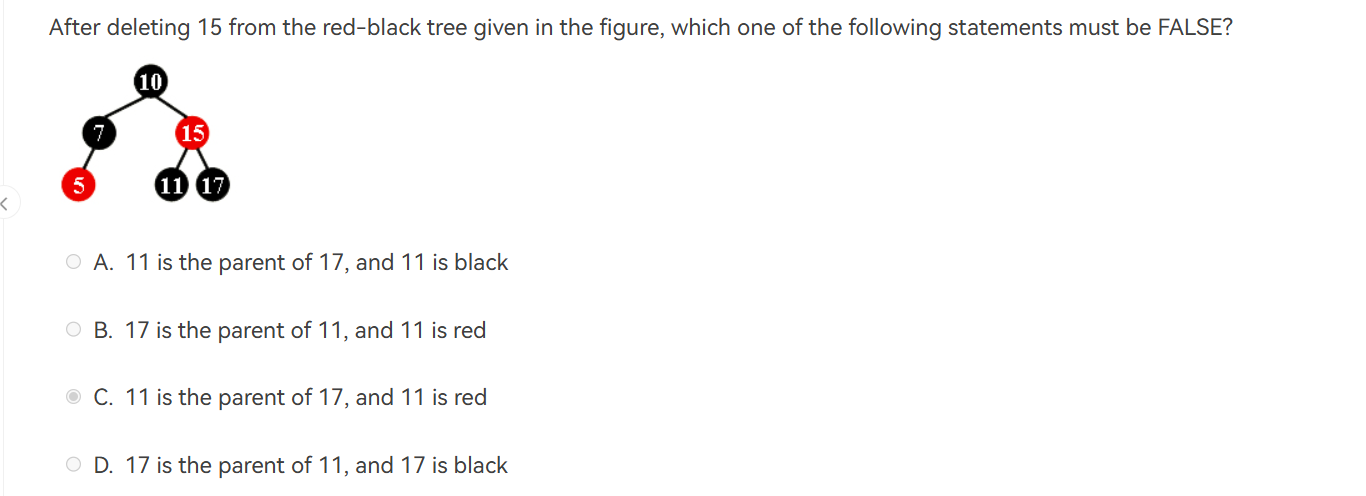 After deleting 15 from the red-black tree given in the figure, which one of the following statements must be FALSE?
10
7
15
5
11 17
A. 11 is the parent of 17, and 11 is black
B. 17 is the parent of 11, and 11 is red
C. 11 is the parent of 17, and 11 is red
D. 17 is the parent of 11, and 17 is black